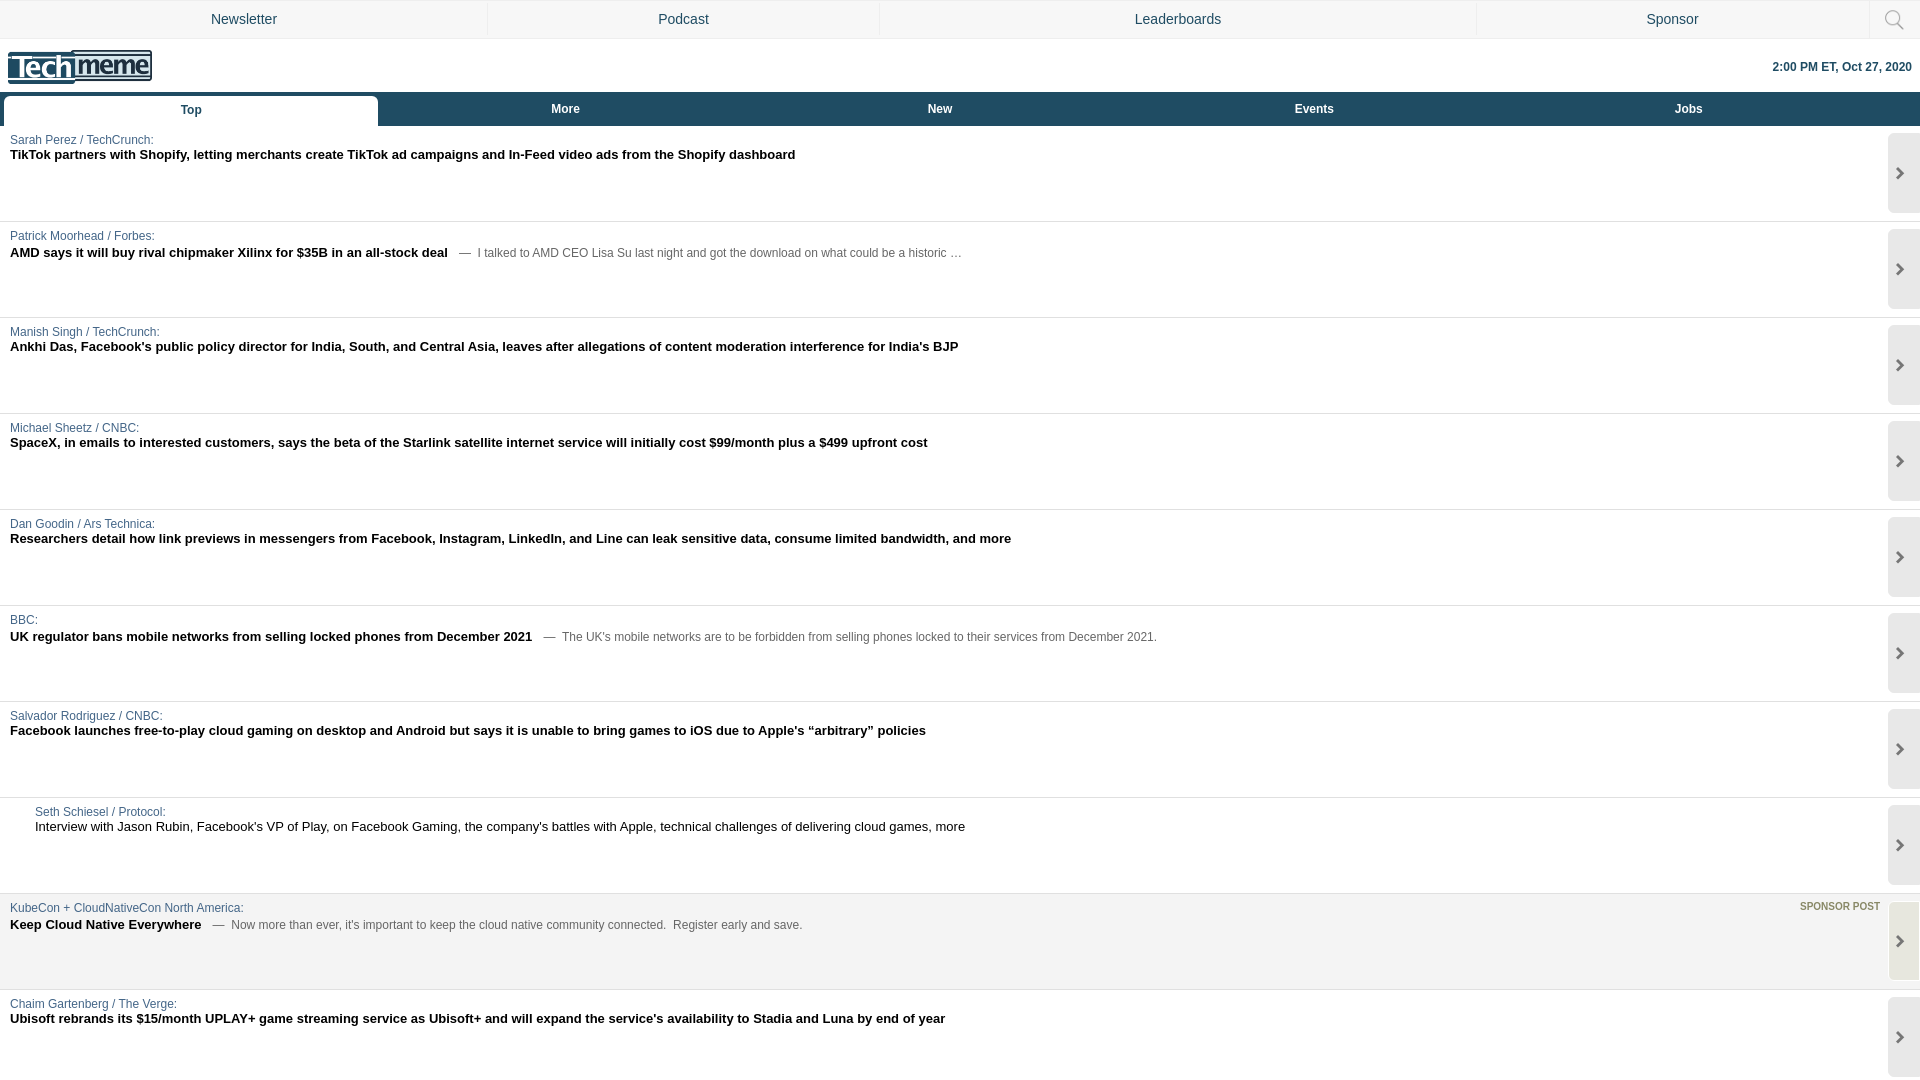 Newsletter
Podcast
Leaderboards
Sponsor
Techmeme
2:00 PM ET, Oct 27, 2020
Top
More
New
Events
Jobs
Sarah Perez / TechCrunch:
TikTok partners with Shopify, letting merchants create TikTok ad campaigns and In-Feed video ads from the Shopify dashboard
Patrick Moorhead / Forbes:
AMD says it will buy rival chipmaker Xilinx for $35B in an all-stock deal — I talked to AMD CEO Lisa Su last night and got the download on what could be a historic …
Manish Singh / TechCrunch:
Ankhi Das, Facebook's public policy director for India, South, and Central Asia, leaves after allegations of content moderation interference for India's BJP
Michael Sheetz / CNBC:
SpaceX, in emails to interested customers, says the beta of the Starlink satellite internet service will initially cost $99/month plus a $499 upfront cost
Dan Goodin / Ars Technica:
Researchers detail how link previews in messengers from Facebook, Instagram, LinkedIn, and Line can leak sensitive data, consume limited bandwidth, and more
BBC:
UK regulator bans mobile networks from selling locked phones from December 2021 — The UK's mobile networks are to be forbidden from selling phones locked to their services from December 2021.
Salvador Rodriguez / CNBC:
Facebook launches free-to-play cloud gaming on desktop and Android but says it is unable to bring games to iOS due to Apple's “arbitrary” policies
Seth Schiesel / Protocol:
Interview with Jason Rubin, Facebook's VP of Play, on Facebook Gaming, the company's battles with Apple, technical challenges of delivering cloud games, more
KubeCon + CloudNativeCon North America:
SPONSOR POST
Keep Cloud Native Everywhere — Now more than ever, it's important to keep the cloud native community connected. Register early and save.
Chaim Gartenberg / The Verge:
Ubisoft rebrands its $15/month UPLAY+ game streaming service as Ubisoft+ and will expand the service's availability to Stadia and Luna by end of year